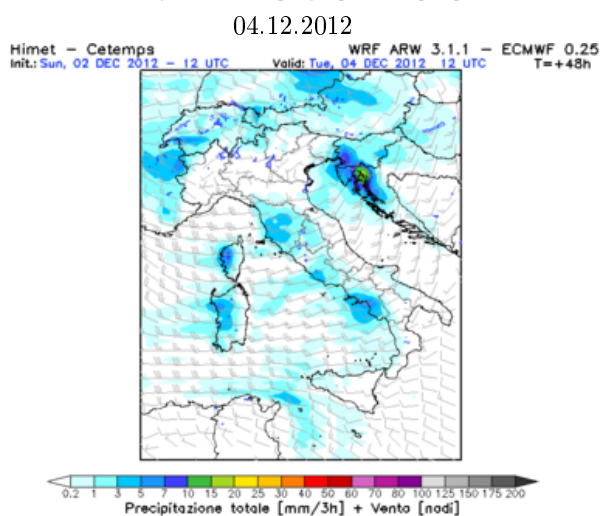 04.12.2012
Himet - Cetemps WRF ARW 3.1.1 - ECMWF 0.25
Init.: Sun, 02 DEC 2012 - 12 UTC Valid: Tue, 04 DEC 2012 12 UTC T=+48h
0.2 1 3 5 7 10 15 20 25 30 40 50 60 70 80 100 125 150 175 200
Precipitazione totale [mm/3h] + Vento [nodi]